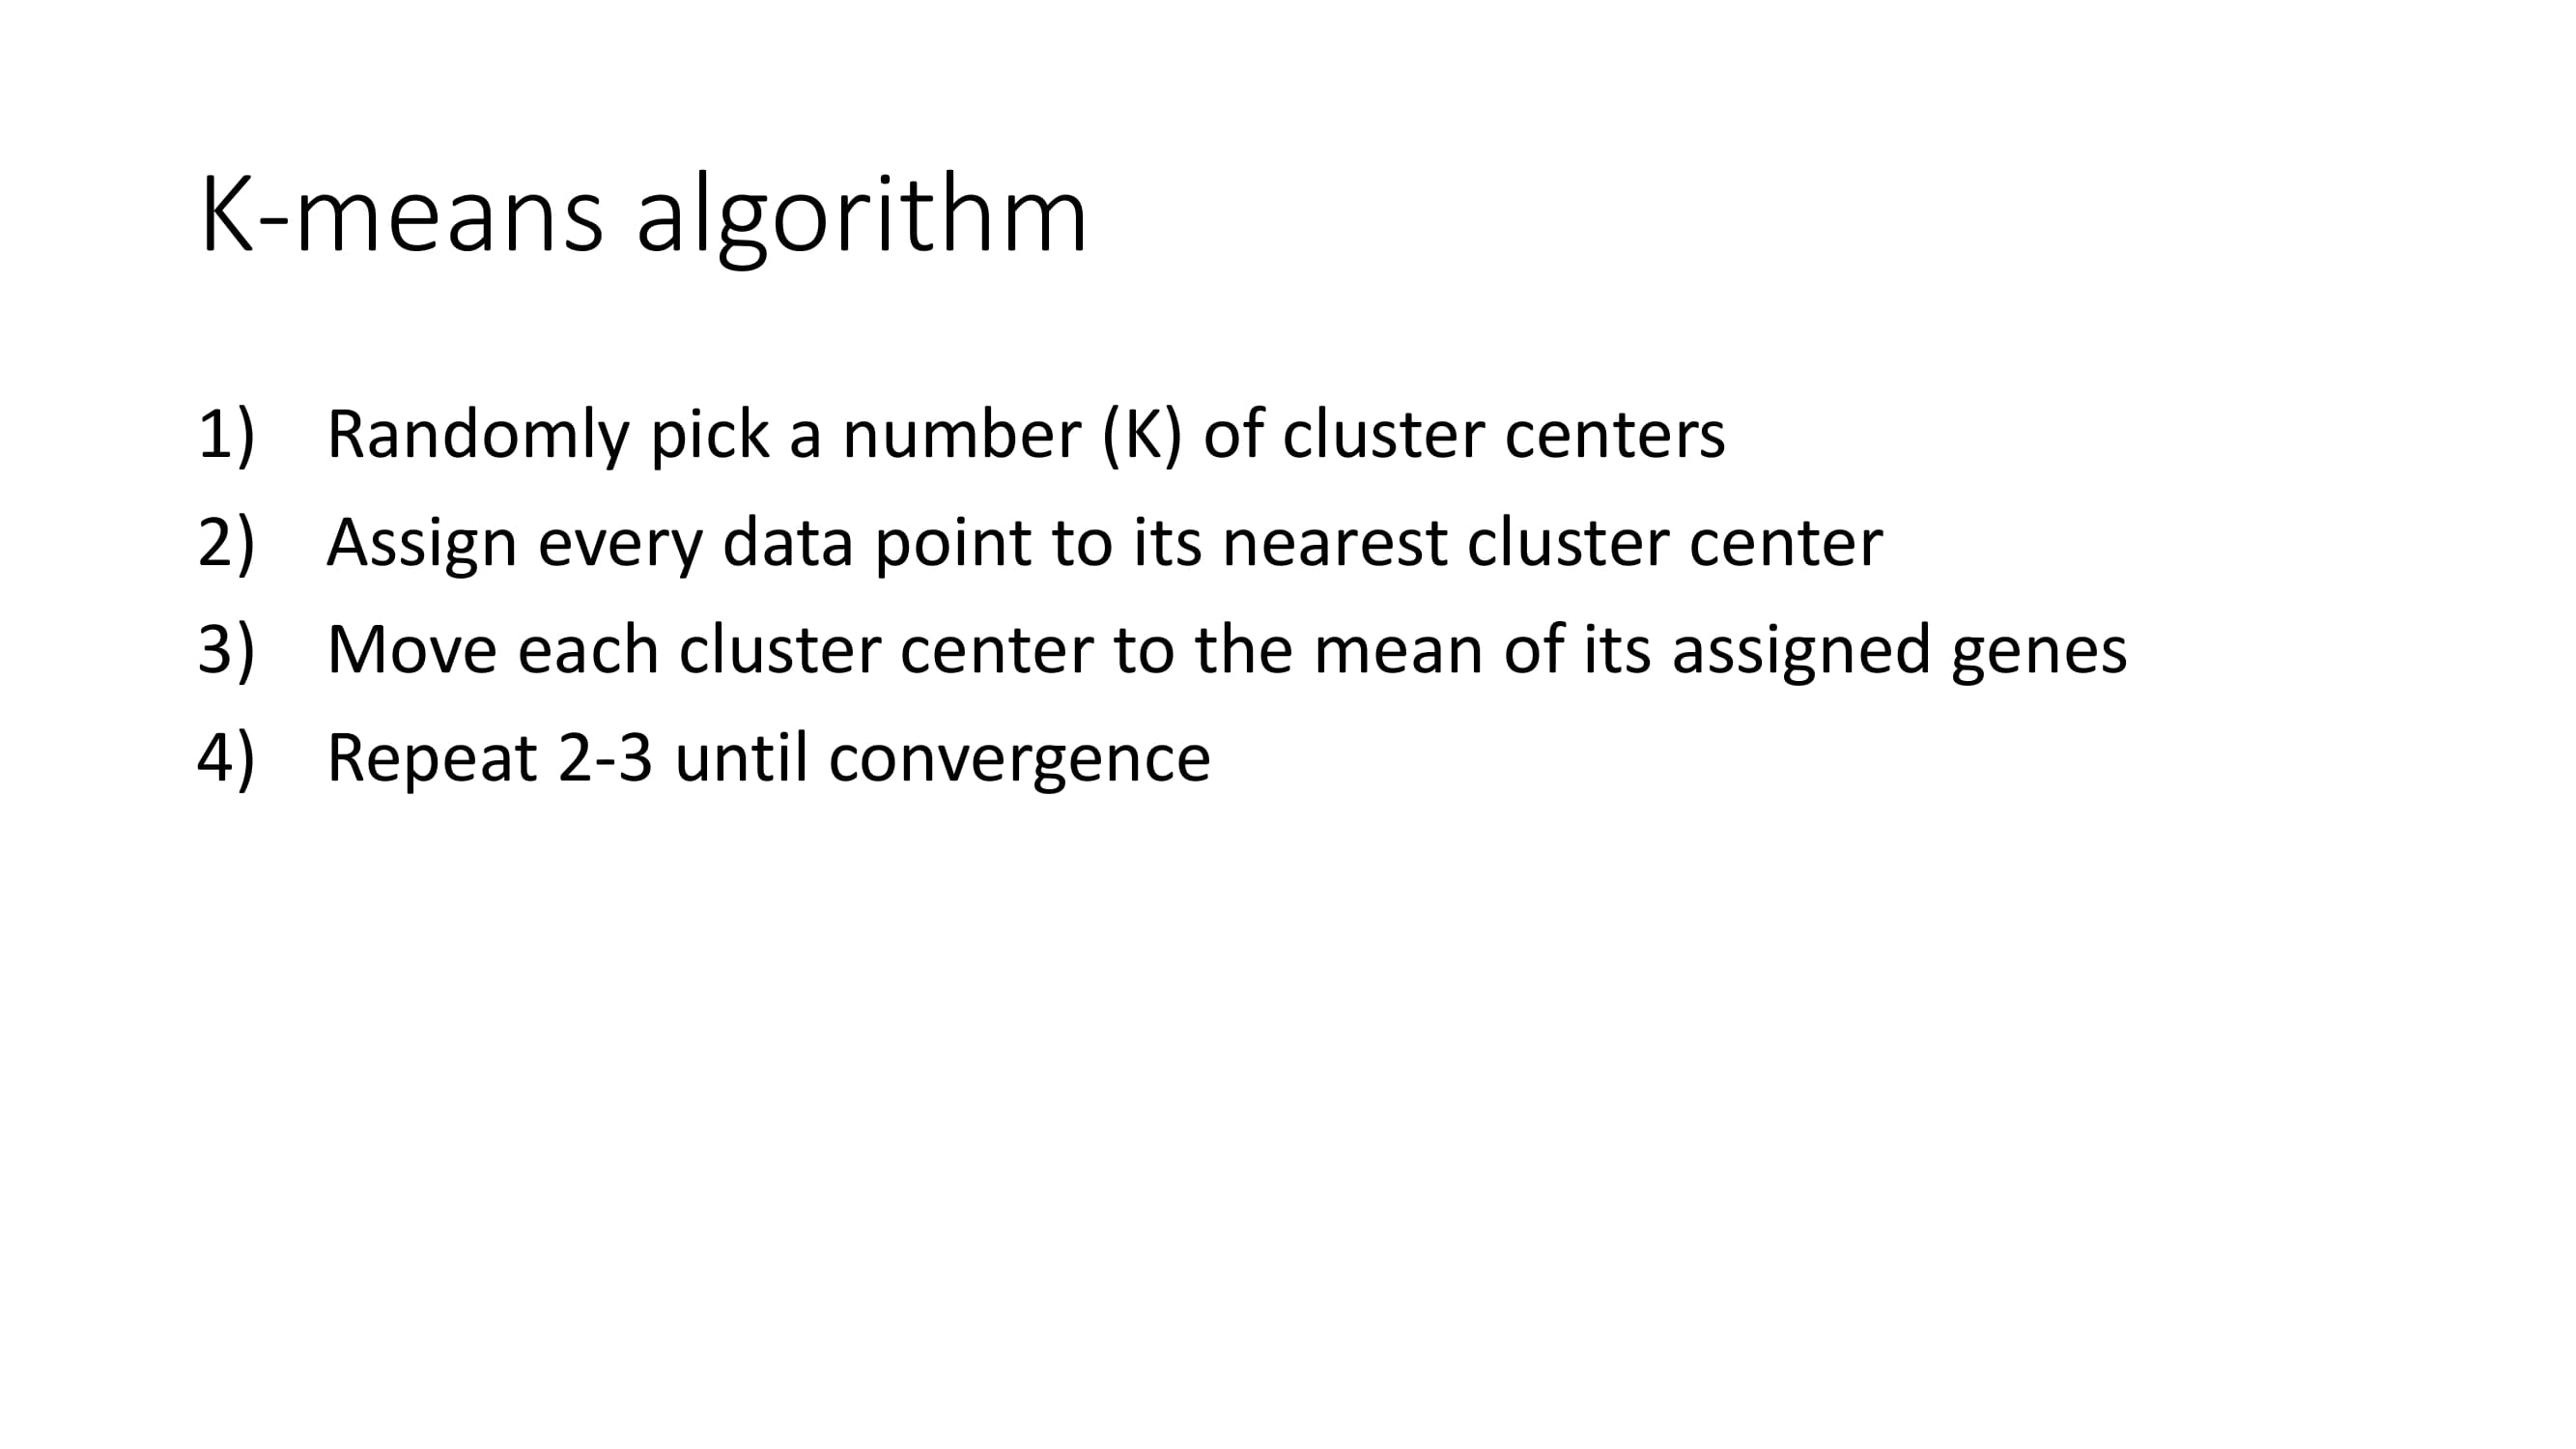 K-means algorithm
1) Randomly pick a number (K) of cluster centers
2) Assign every data point to its nearest cluster center
3) Move each cluster center to the mean of its assigned genes
4) Repeat 2-3 until convergence